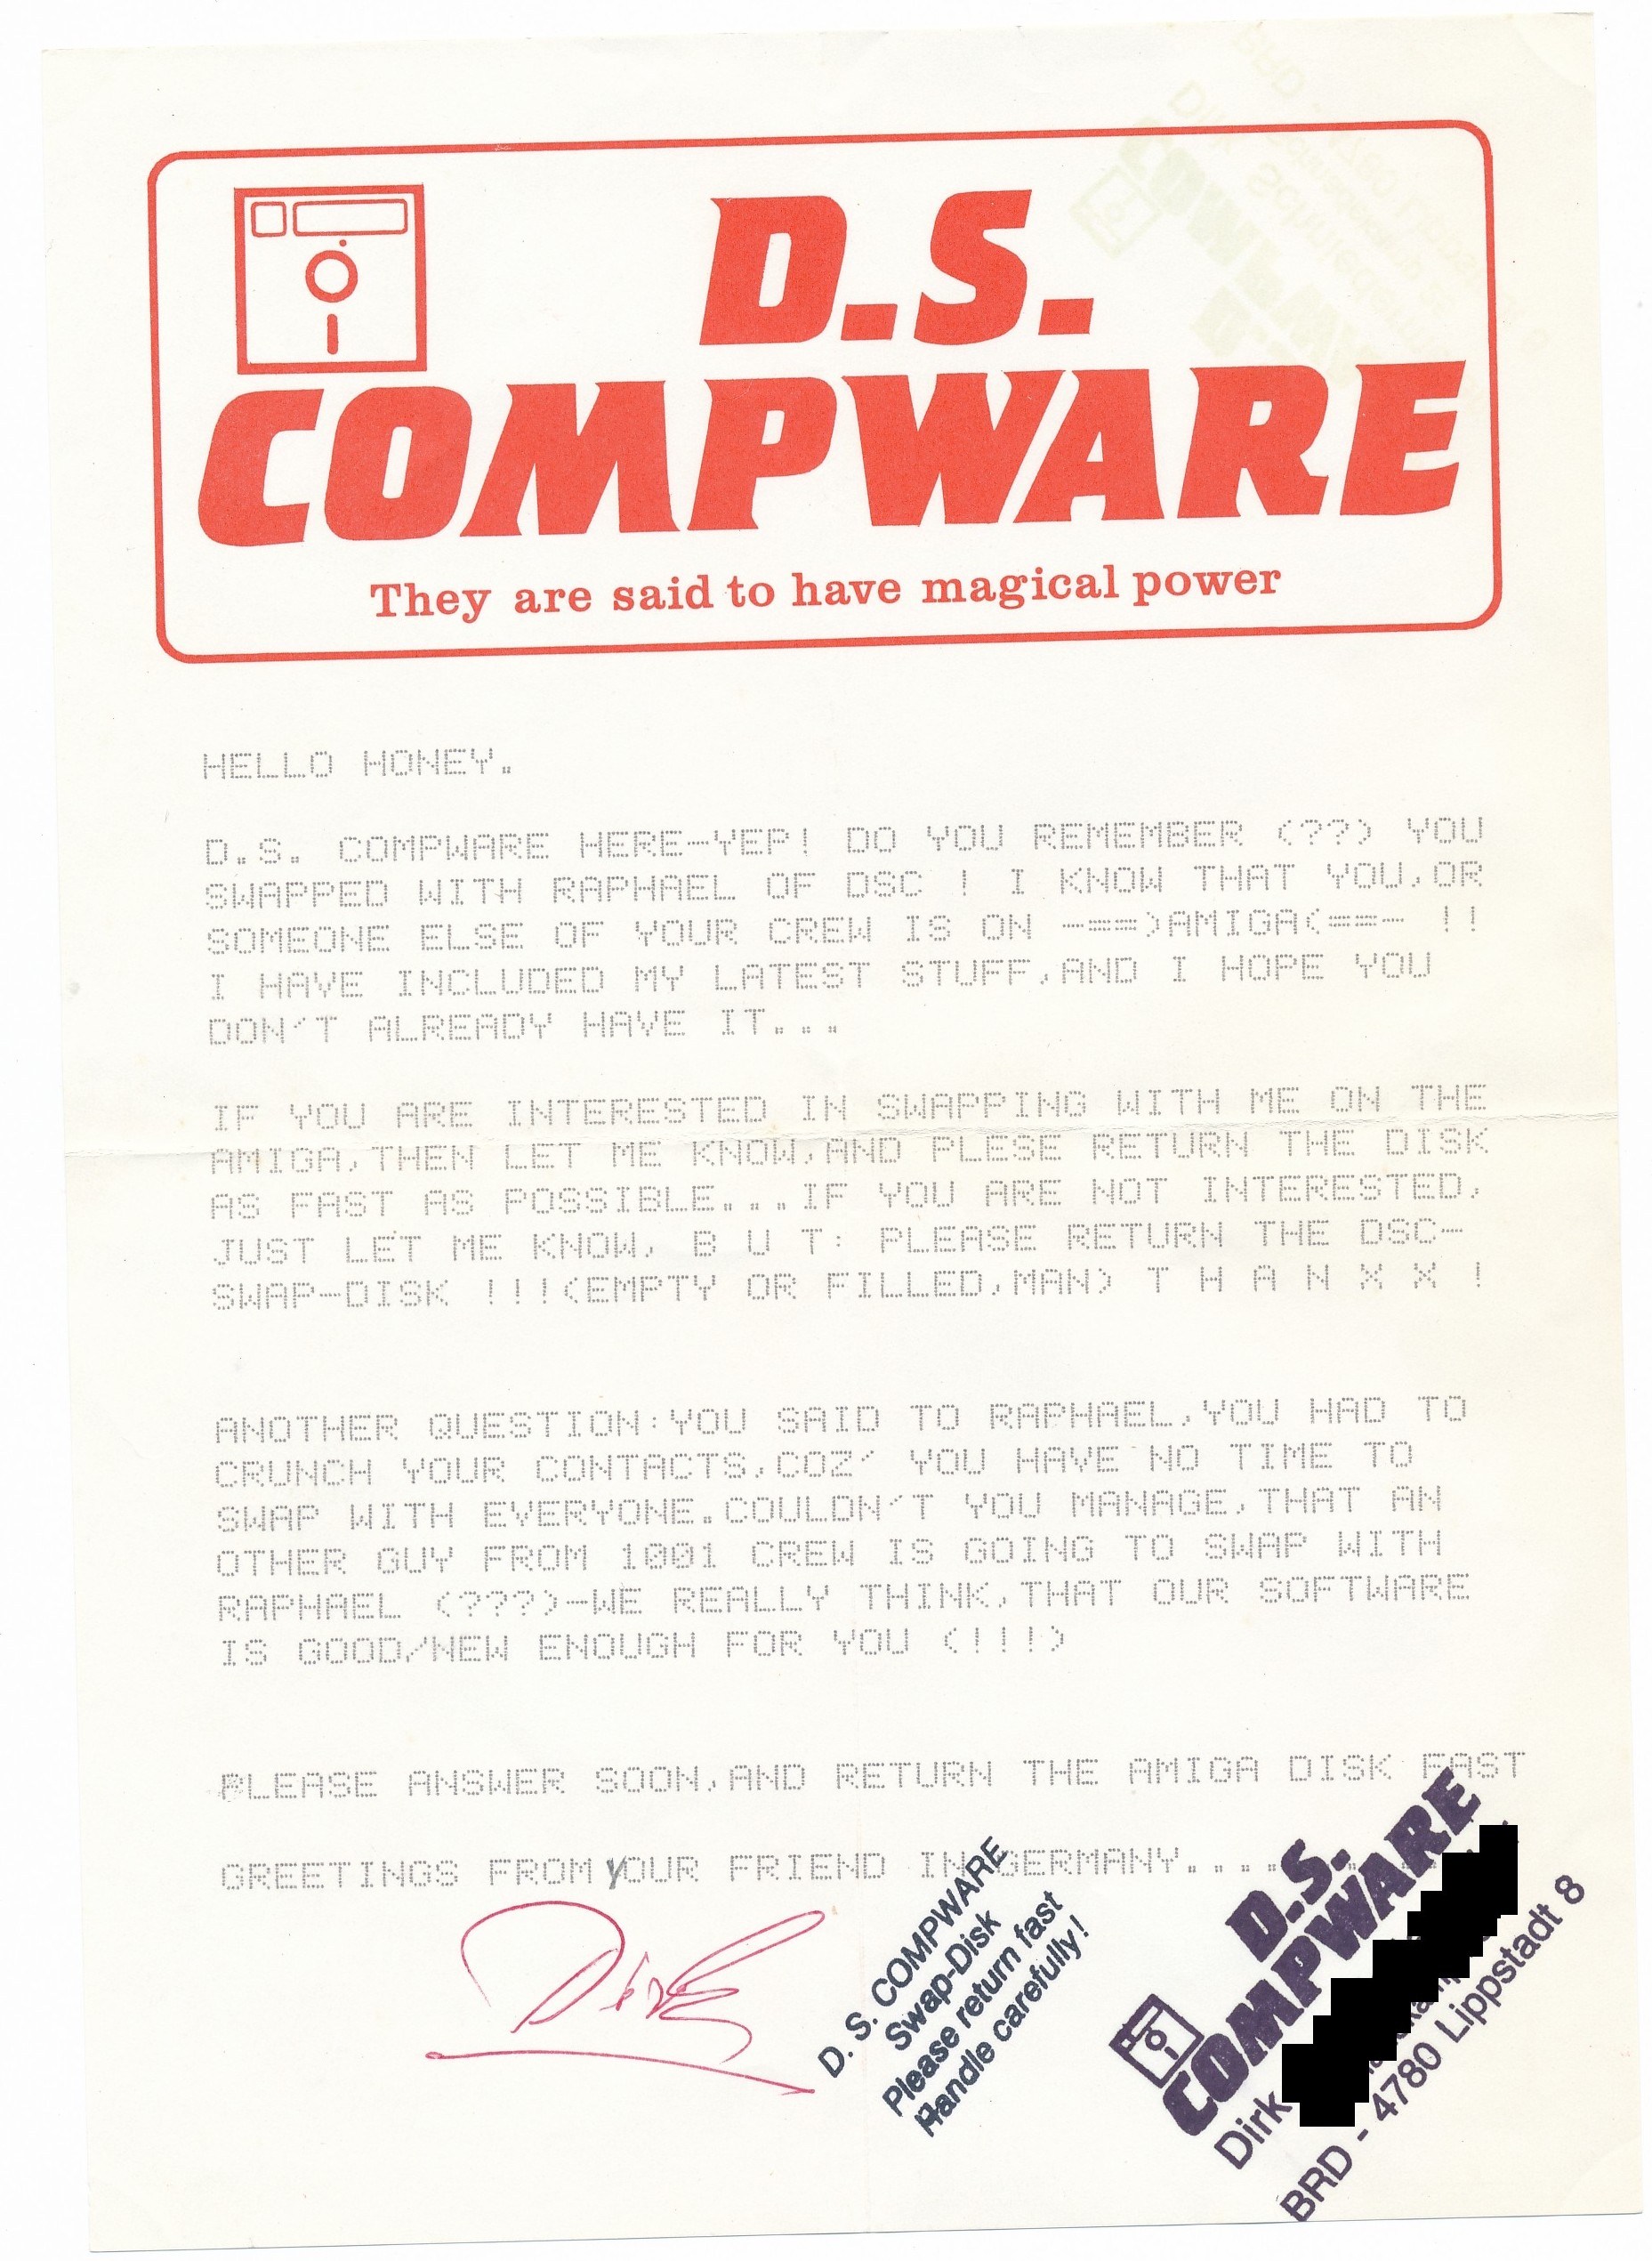 D.S.
COMPWARE
They are said to have magical power
HELLO HONEY.
D.S. COMPWARE HERE-YEP! DO YOU REMEMBER (??) YOU
SWAPPED WITH RAPHAEL OF DSC ! I KNOW THAT YOU,OR
SOMEONE ELSE OF YOUR CREW IS ON -==>AMIGA<==- !!
I HAVE INCLUDED MY LATEST STUFF,AND I HOPE YOU
DON'T ALREADY HAVE IT...
IF YOU ARE INTERESTED IN SWAPPING WITH ME ON THE
AMIGA,THEN LET ME KNOW,AND PLESE RETURN THE DISK
AS FAST AS POSSIBLE...IF YOU ARE NOT INTERESTED,
JUST LET ME KNOW, B U T: PLEASE RETURN THE DSC-
SWAP-DISK !!!(EMPTY OR FILLED,MAN) T H A N X X !
ANOTHER QUESTION:YOU SAID TO RAPHAEL,YOU HAD TO
CRUNCH YOUR CONTACTS,COZ' YOU HAVE NO TIME TO
SWAP WITH EVERYONE.COULDN'T YOU MANAGE,THAT AN
OTHER GUY FROM 1001 CREW IS GOING TO SWAP WITH
RAPHAEL (???)-WE REALLY THINK,THAT OUR SOFTWARE
IS GOOD/NEW ENOUGH FOR YOU (!!!)
PLEASE ANSWER SOON,AND RETURN THE AMIGA DISK FAST
GREETINGS FROM YOUR FRIEND IN GERMANY....
Dirk
D. S. COMPWARE
Swap-Disk
Please return fast
Handle carefully!
D.S.
COMPWARE
Dirk
BRD - 4780 Lippstadt 8